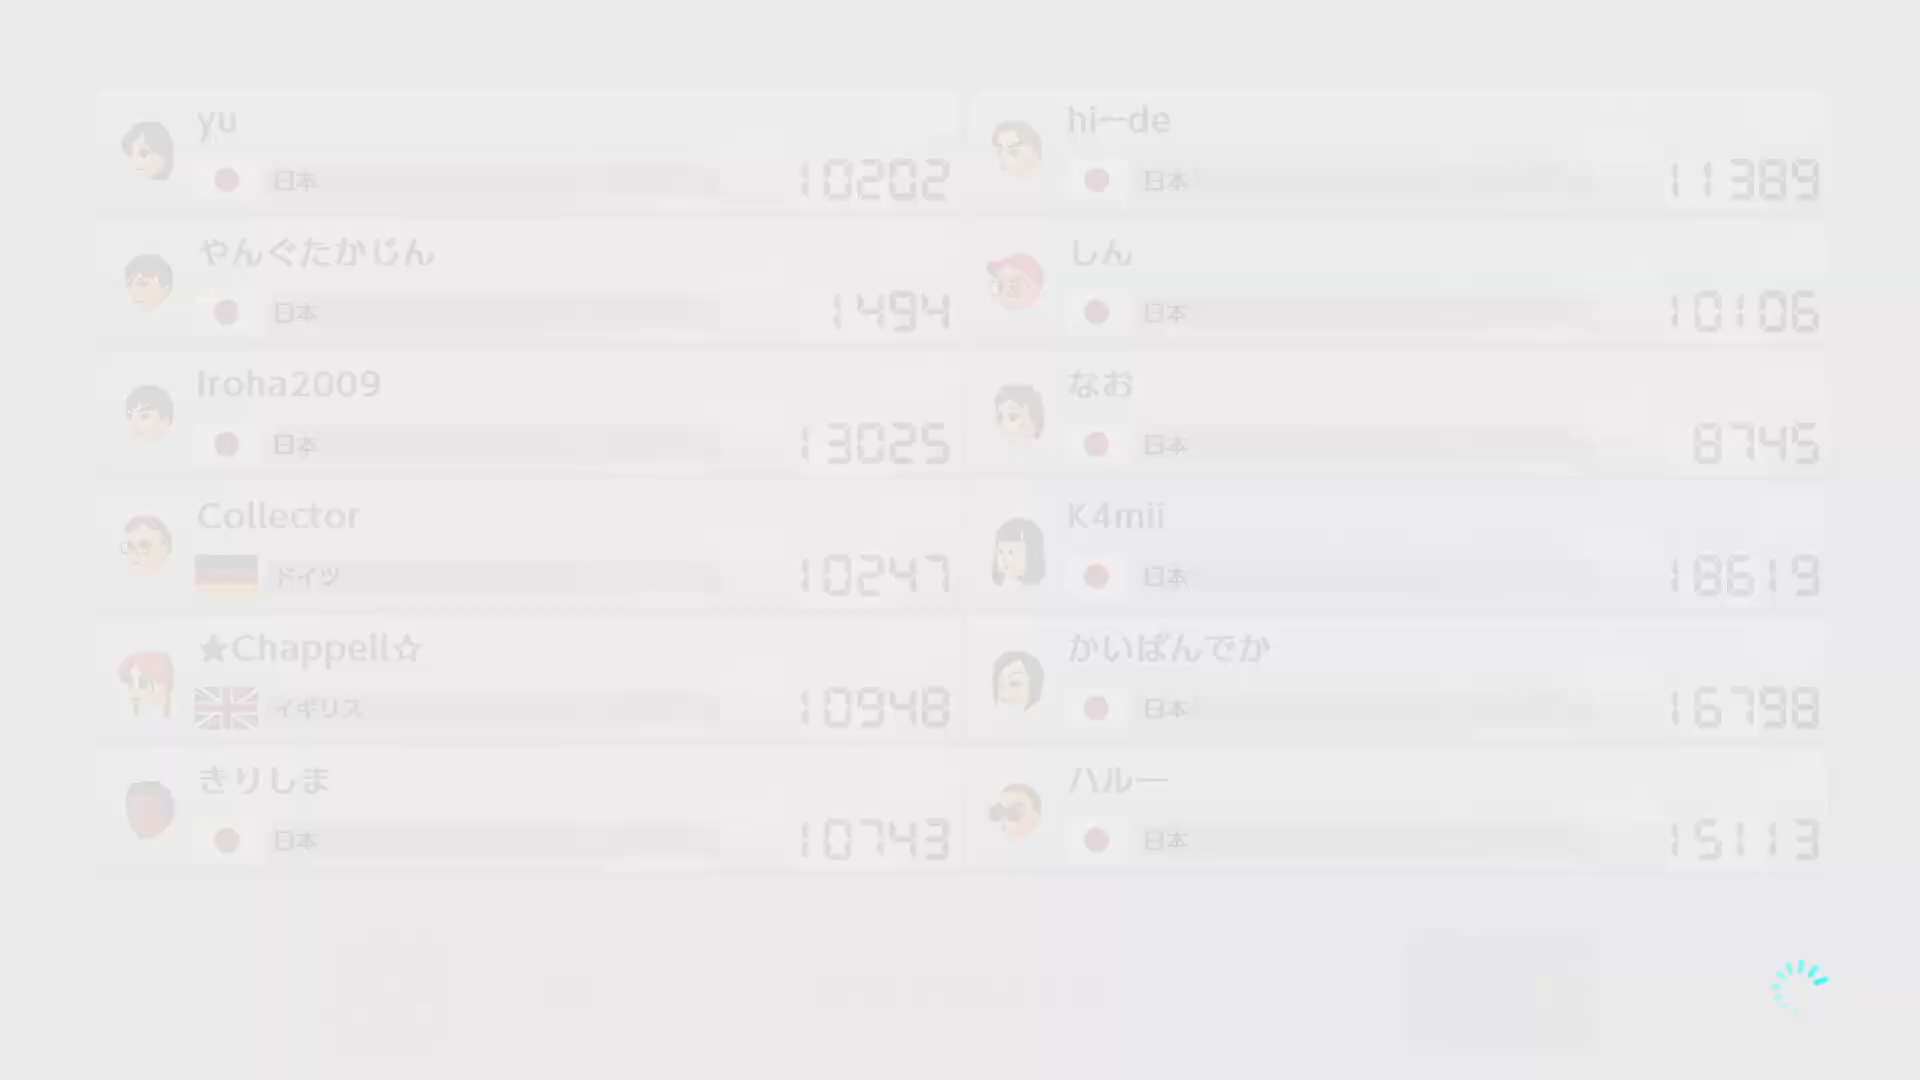 yu
日本 10202
hi-de
日本 11389
やんぐたかじん
日本 1494
しん
日本 10106
Iroha2009
日本 13025
なお
日本 8745
Collector
ドイツ 10247
K4mii
日本 18619
★Chappell☆
イギリス 10948
かいぱんでか
日本 16798
きりしま
日本 10743
ハルー
日本 15113